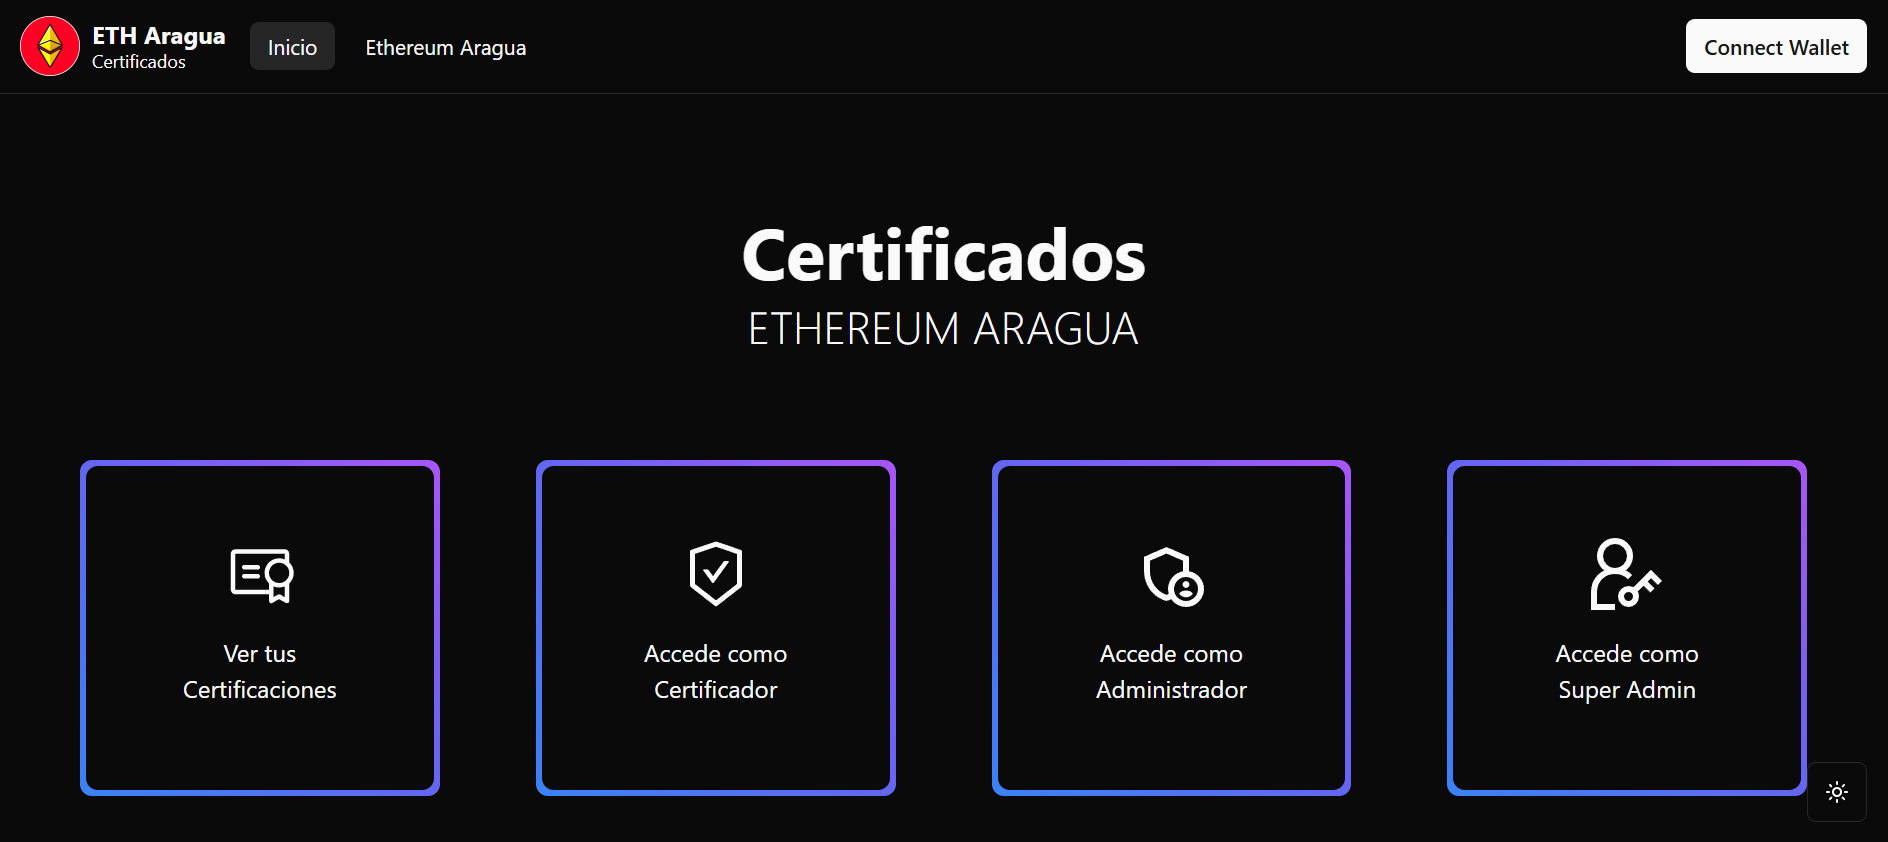 ETH Aragua
Certificados
Inicio
Ethereum Aragua
Connect Wallet
Certificados
ETHEREUM ARAGUA
Ver tus
Certificaciones
Accede como
Certificador
Accede como
Administrador
Accede como
Super Admin